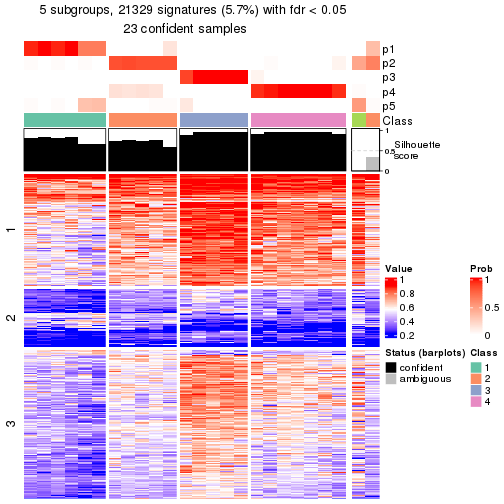 5 subgroups, 21329 signatures (5.7%) with fdr < 0.05
23 confident samples
p1
p2
p3
p4
p5
Class
1
0.5
0
Silhouette
score
1
2
3
Value
1
0.8
0.6
0.4
0.2
Prob
1
0.5
0
Status (barplots)
confident
ambiguous
Class
1
2
3
4